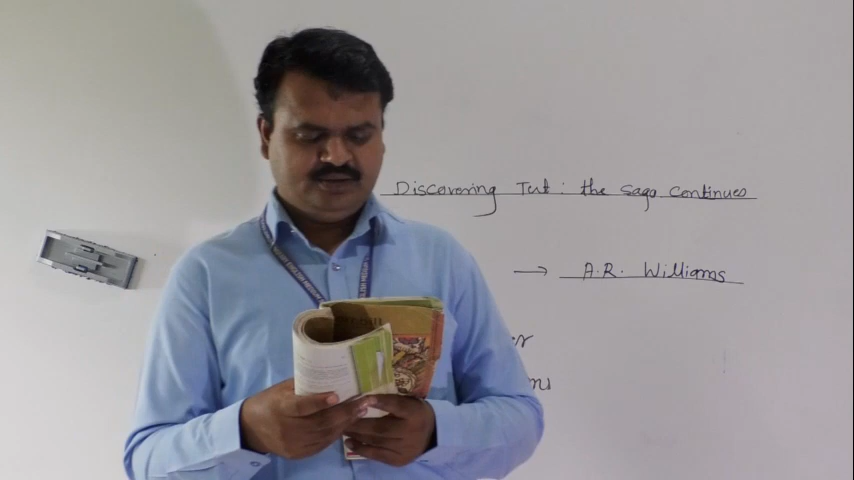 Discovering Tut : the saga continues
→ A.R. Williams